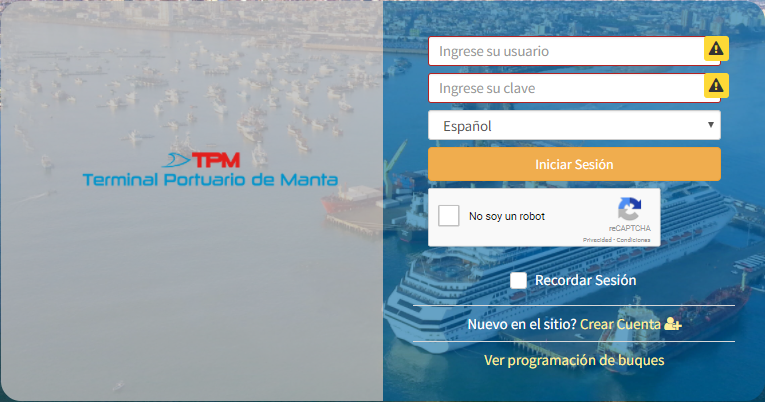 TPM
Terminal Portuario de Manta
Ingrese su usuario
Ingrese su clave
Español
Iniciar Sesión
No soy un robot
reCAPTCHA
Privacidad - Condiciones
Recordar Sesión
Nuevo en el sitio? Crear Cuenta
Ver programación de buques